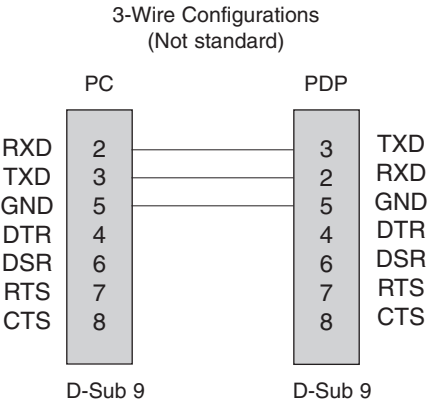 3-Wire Configurations
(Not standard)
PC PDP
RXD 2 3 TXD
TXD 3 2 RXD
GND 5 5 GND
DTR 4 4 DTR
DSR 6 6 DSR
RTS 7 7 RTS
CTS 8 8 CTS
D-Sub 9 D-Sub 9